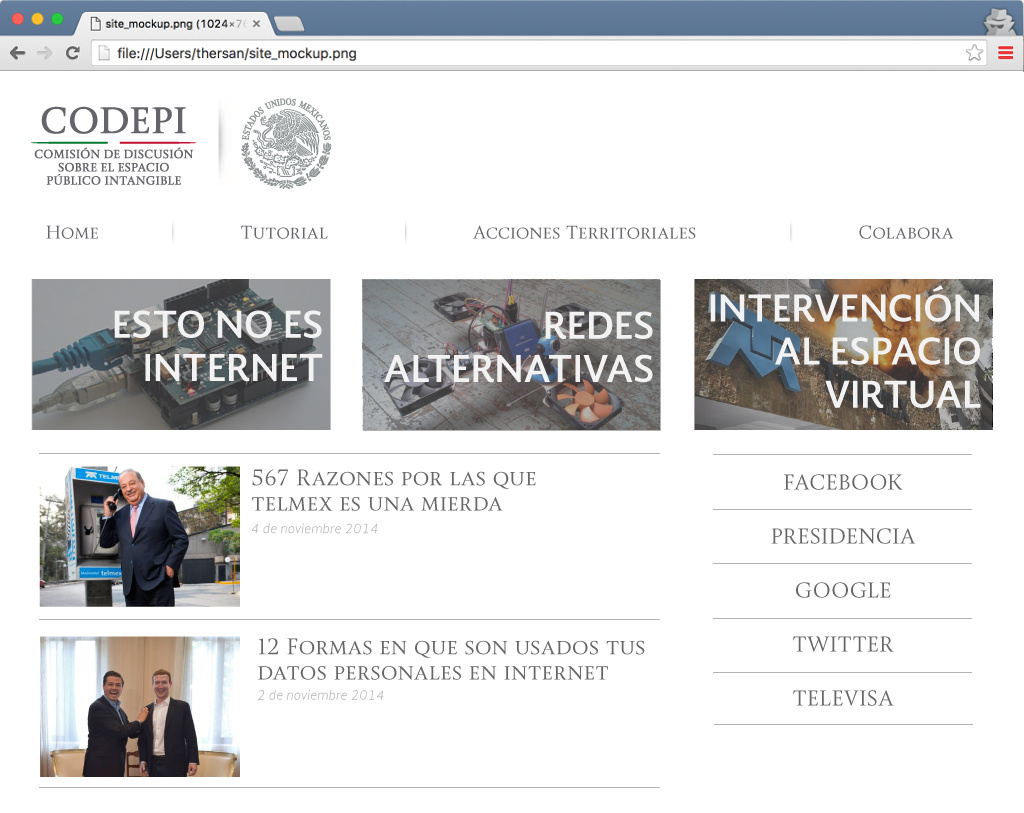 site_mockup.png (1024×7
file:///Users/thersan/site_mockup.png
CODEPI
COMISIÓN DE DISCUSIÓN
SOBRE EL ESPACIO
PÚBLICO INTANGIBLE
ESTADOS UNIDOS MEXICANOS
HOME
TUTORIAL
ACCIONES TERRITORIALES
COLABORA
ESTO NO ES
INTERNET
REDES
ALTERNATIVAS
INTERVENCIÓN
AL ESPACIO
VIRTUAL
TELMEX
telmex
567 RAZONES POR LAS QUE
TELMEX ES UNA MIERDA
4 de noviembre 2014
12 FORMAS EN QUE SON USADOS TUS
DATOS PERSONALES EN INTERNET
2 de noviembre 2014
FACEBOOK
PRESIDENCIA
GOOGLE
TWITTER
TELEVISA